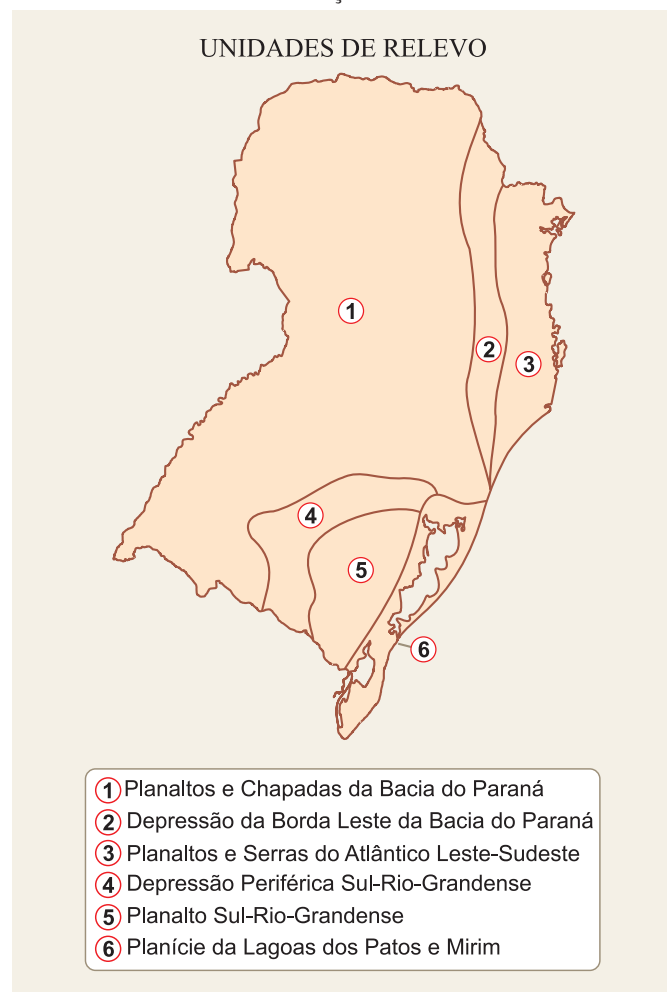 UNIDADES DE RELEVO
1
2
3
4
5
6
1 Planaltos e Chapadas da Bacia do Paraná
2 Depressão da Borda Leste da Bacia do Paraná
3 Planaltos e Serras do Atlântico Leste-Sudeste
4 Depressão Periférica Sul-Rio-Grandense
5 Planalto Sul-Rio-Grandense
6 Planície da Lagoas dos Patos e Mirim